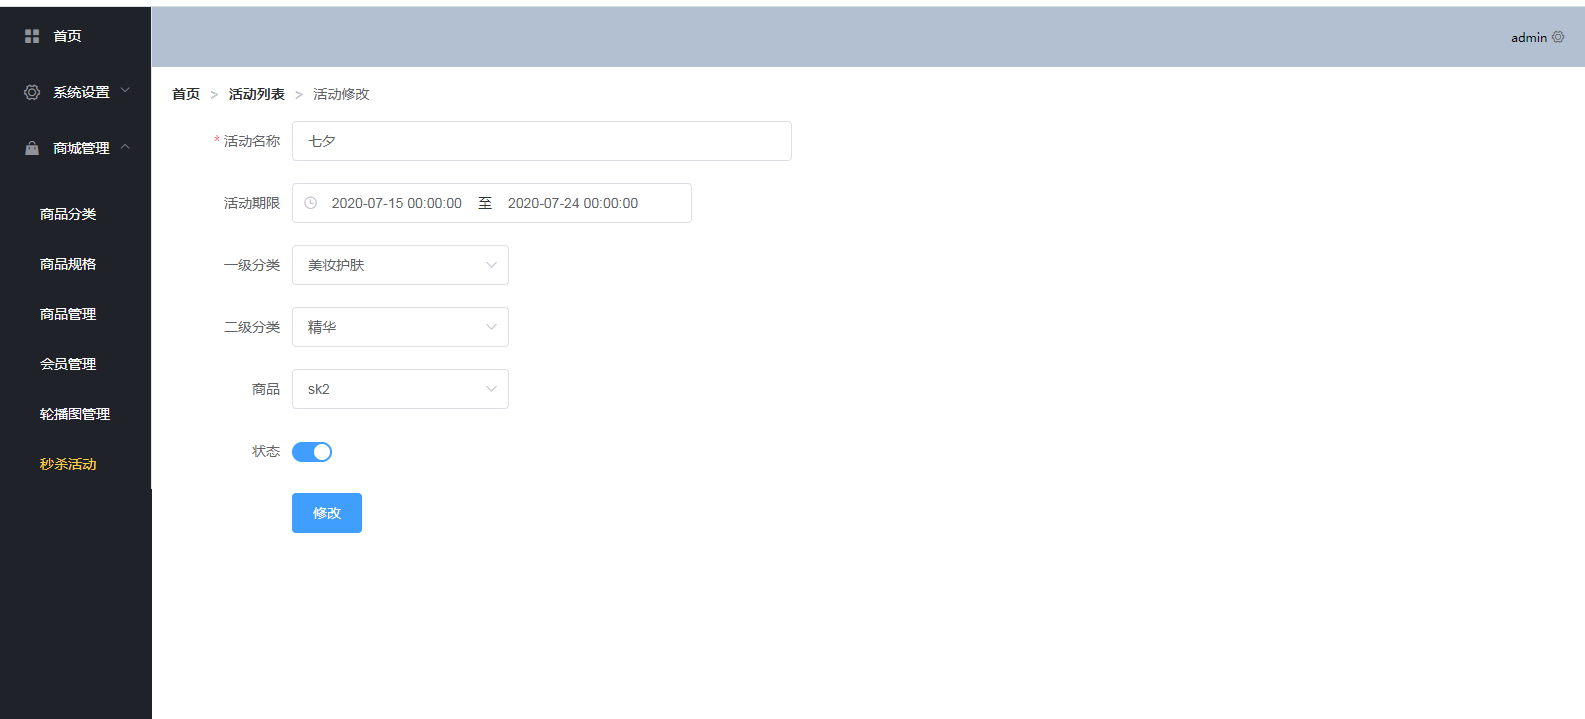 首页
系统设置
商城管理
商品分类
商品规格
商品管理
会员管理
轮播图管理
秒杀活动
admin
首页 > 活动列表 > 活动修改
* 活动名称 七夕
活动期限 2020-07-15 00:00:00 至 2020-07-24 00:00:00
一级分类 美妆护肤
二级分类 精华
商品 sk2
状态
修改